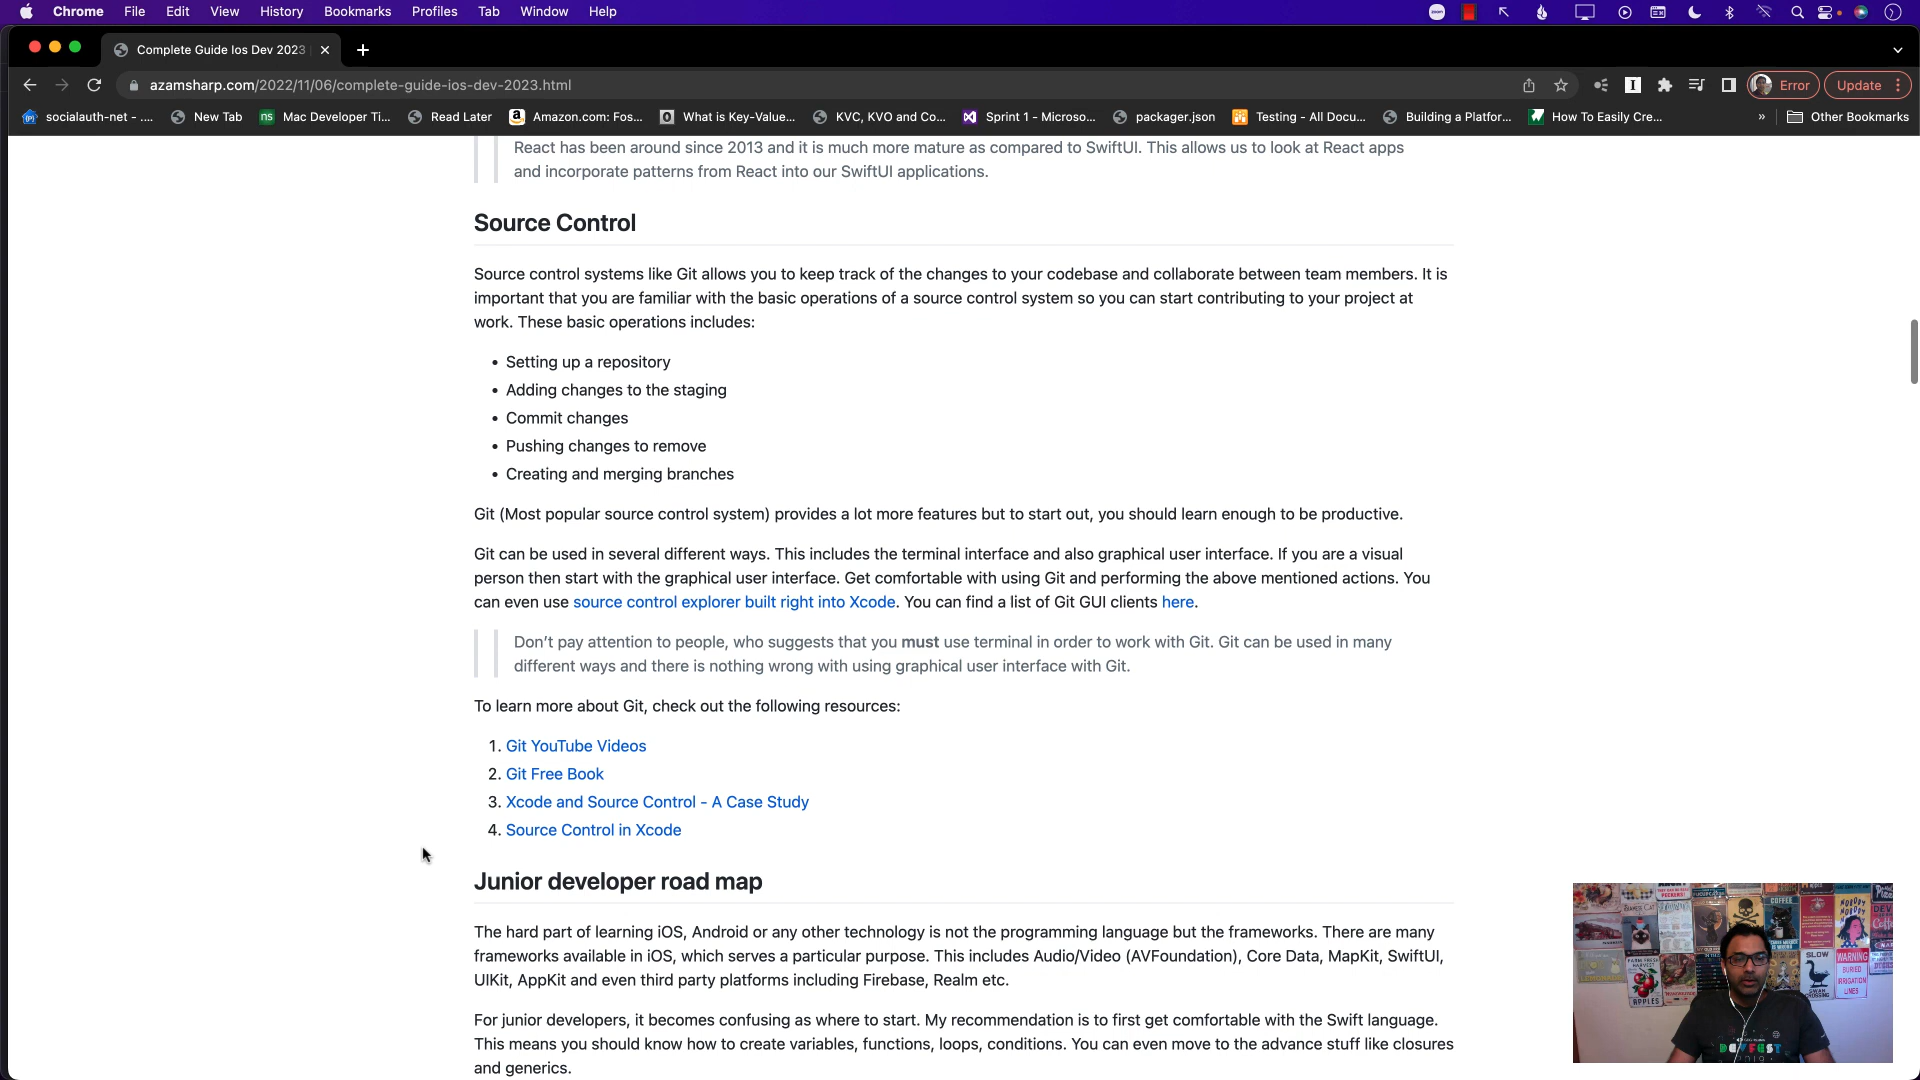 Chrome File Edit View History Bookmarks Profiles Tab Window Help
Complete Guide Ios Dev 2023
azamsharp.com/2022/11/06/complete-guide-ios-dev-2023.html
Error
Update
socialauth-net - ....
New Tab
Mac Developer Ti...
Read Later
Amazon.com: Fos...
What is Key-Value...
KVC, KVO and Co...
Sprint 1 - Microso...
packager.json
Testing - All Docu...
Building a Platfor...
How To Easily Cre...
»
Other Bookmarks
React has been around since 2013 and it is much more mature as compared to SwiftUI. This allows us to look at React apps
and incorporate patterns from React into our SwiftUI applications.
Source Control
Source control systems like Git allows you to keep track of the changes to your codebase and collaborate between team members. It is
important that you are familiar with the basic operations of a source control system so you can start contributing to your project at
work. These basic operations includes:
• Setting up a repository
• Adding changes to the staging
• Commit changes
• Pushing changes to remove
• Creating and merging branches
Git (Most popular source control system) provides a lot more features but to start out, you should learn enough to be productive.
Git can be used in several different ways. This includes the terminal interface and also graphical user interface. If you are a visual
person then start with the graphical user interface. Get comfortable with using Git and performing the above mentioned actions. You
can even use source control explorer built right into Xcode. You can find a list of Git GUI clients here.
Don't pay attention to people, who suggests that you must use terminal in order to work with Git. Git can be used in many
different ways and there is nothing wrong with using graphical user interface with Git.
To learn more about Git, check out the following resources:
1. Git YouTube Videos
2. Git Free Book
3. Xcode and Source Control - A Case Study
4. Source Control in Xcode
Junior developer road map
The hard part of learning iOS, Android or any other technology is not the programming language but the frameworks. There are many
frameworks available in iOS, which serves a particular purpose. This includes Audio/Video (AVFoundation), Core Data, MapKit, SwiftUI,
UIKit, AppKit and even third party platforms including Firebase, Realm etc.
For junior developers, it becomes confusing as where to start. My recommendation is to first get comfortable with the Swift language.
This means you should know how to create variables, functions, loops, conditions. You can even move to the advance stuff like closures
and generics.
COFFEE
NOBODY
FARM FRESH
HARVEST
APPLES
SLOW
SWAN
CROSSING
WARNING
BURIED
IRRIGATION
LINES
DEVFEST